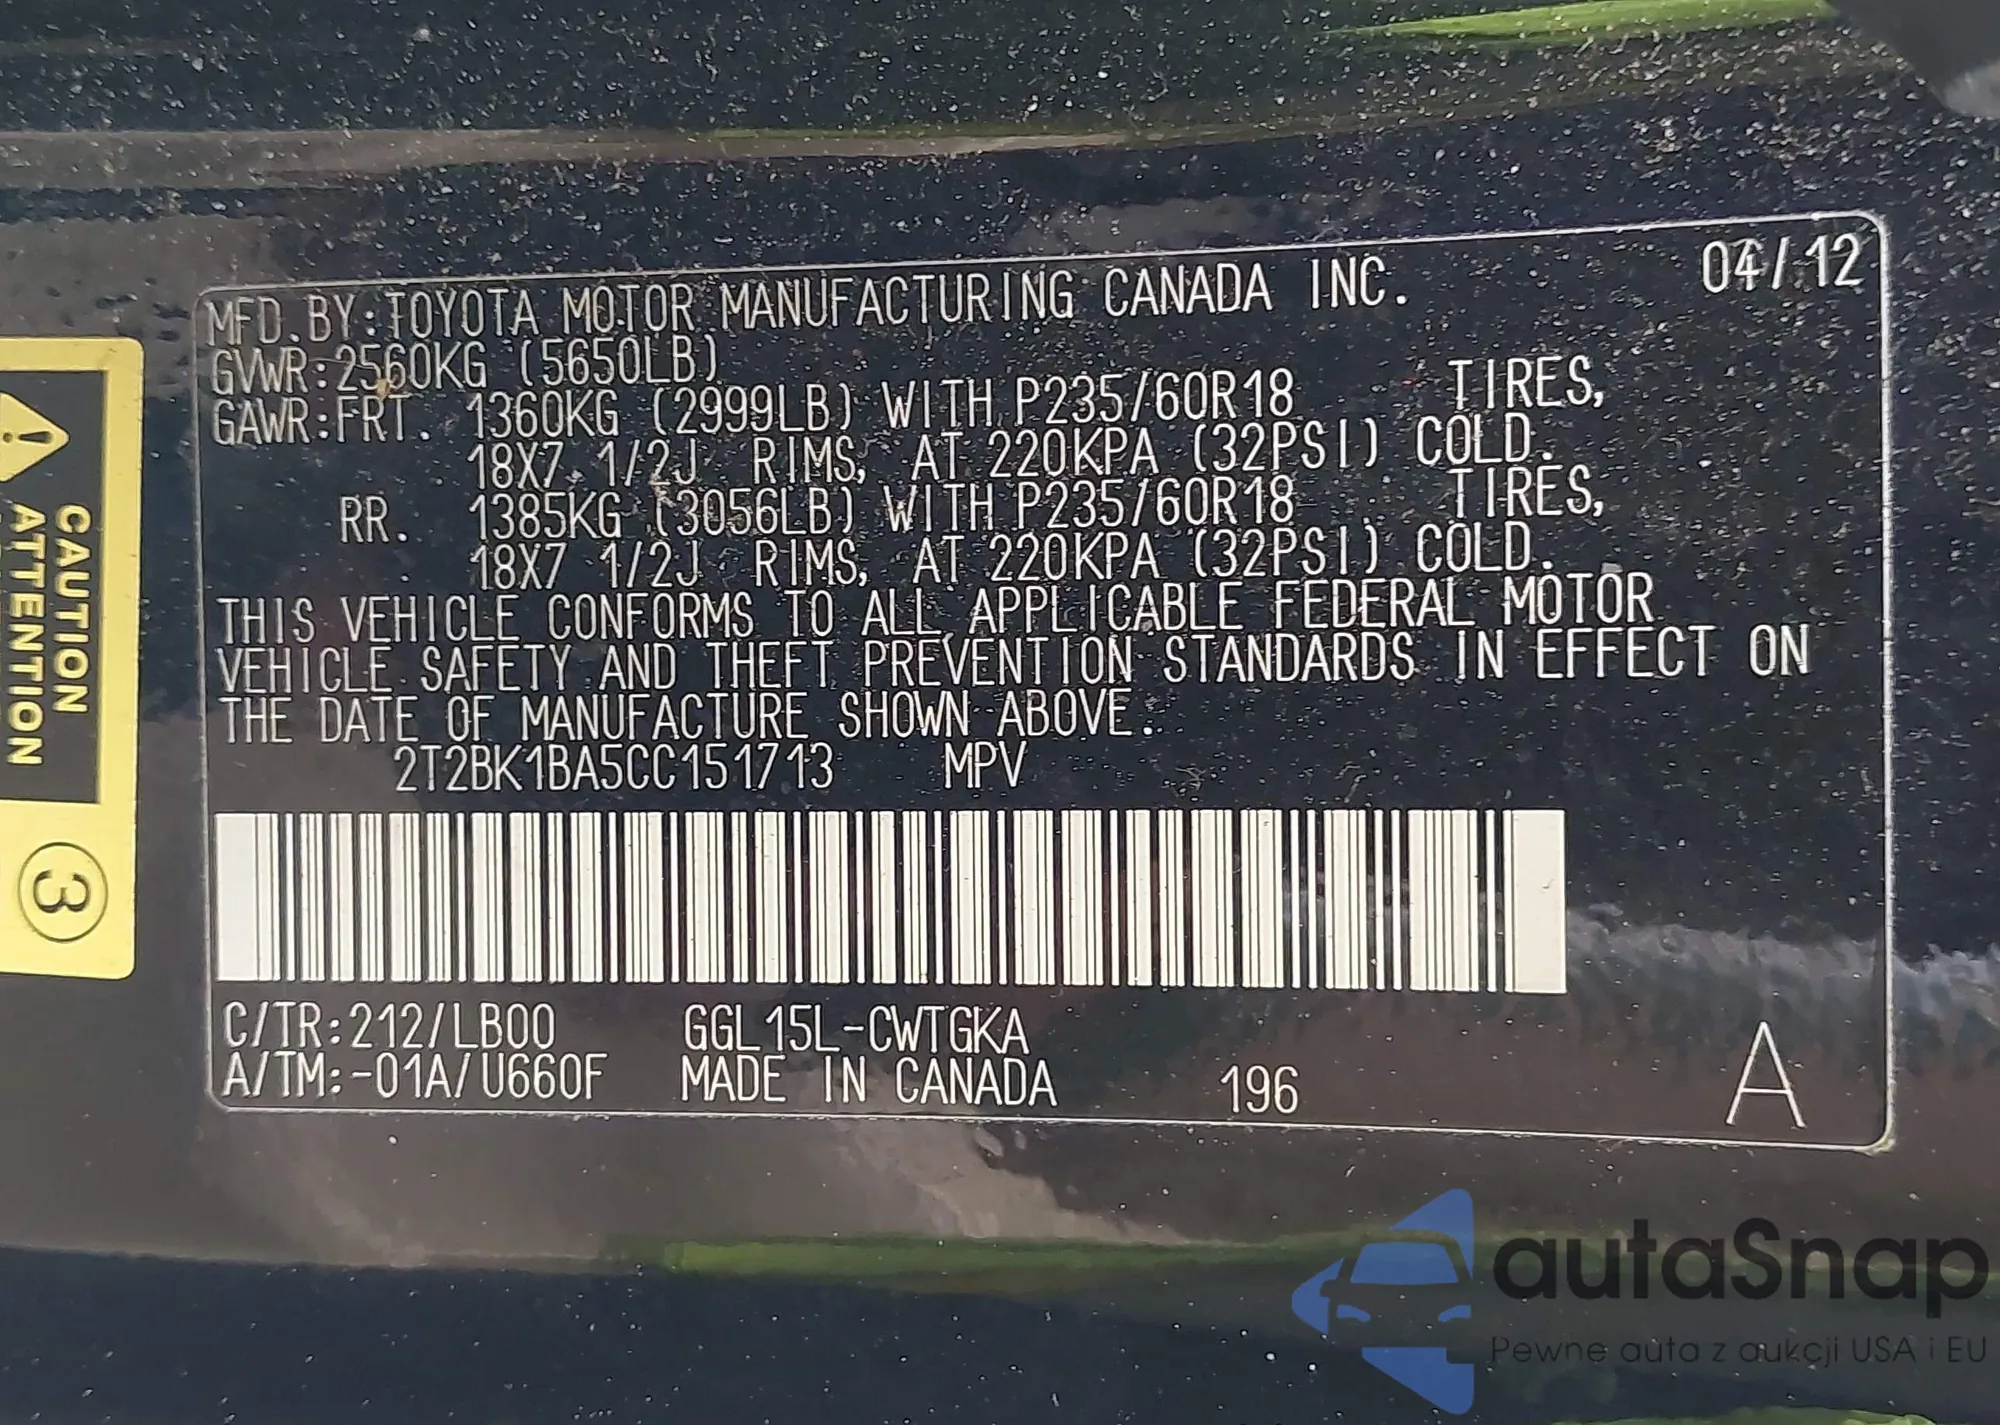 04/12
MFD. BY:TOYOTA MOTOR MANUFACTURING CANADA INC.
GVWR:2560KG (5650LB)
GAWR:FRT. 1360KG (2999LB) WITH P235/60R18 TIRES,
18X7 1/2J RIMS, AT 220KPA (32PSI) COLD.
RR. 1385KG (3056LB) WITH P235/60R18 TIRES,
18X7 1/2J RIMS, AT 220KPA (32PSI) COLD.
THIS VEHICLE CONFORMS TO ALL APPLICABLE FEDERAL MOTOR
VEHICLE SAFETY AND THEFT PREVENTION STANDARDS IN EFFECT ON
THE DATE OF MANUFACTURE SHOWN ABOVE.
2T2BK1BA5CC151713 MPV
C/TR:212/LB00 GGL15L-CWTGKA
A/TM:-01A/U660F MADE IN CANADA 196 A
CAUTION
ATTENTION
3
autaSnap
Pewne auta z aukcji USA i EU